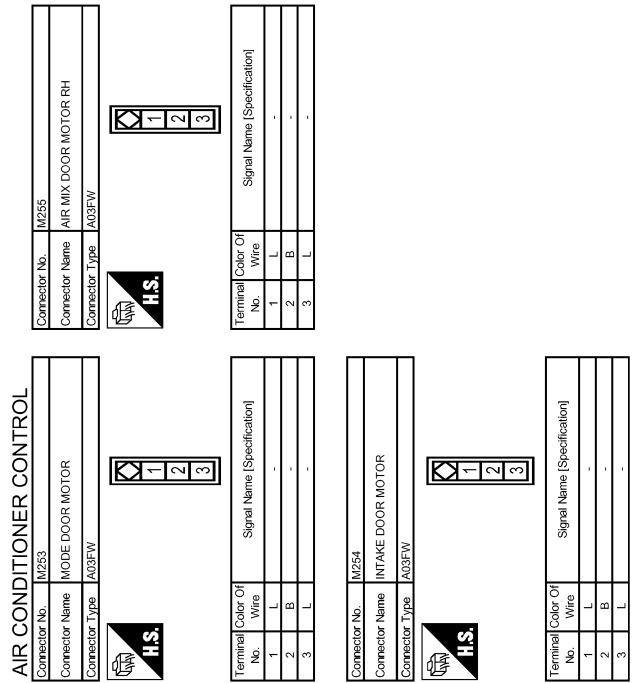 AIR CONDITIONER CONTROL
Connector No. M253
Connector Name MODE DOOR MOTOR
Connector Type A03FW
H.S.
1 2 3
Terminal No. Color Of Wire Signal Name [Specification]
1 L -
2 B -
3 L -
Connector No. M254
Connector Name INTAKE DOOR MOTOR
Connector Type A03FW
H.S.
1 2 3
Terminal No. Color Of Wire Signal Name [Specification]
1 L -
2 B -
3 L -
Connector No. M255
Connector Name AIR MIX DOOR MOTOR RH
Connector Type A03FW
H.S.
1 2 3
Terminal No. Color Of Wire Signal Name [Specification]
1 L -
2 B -
3 L -